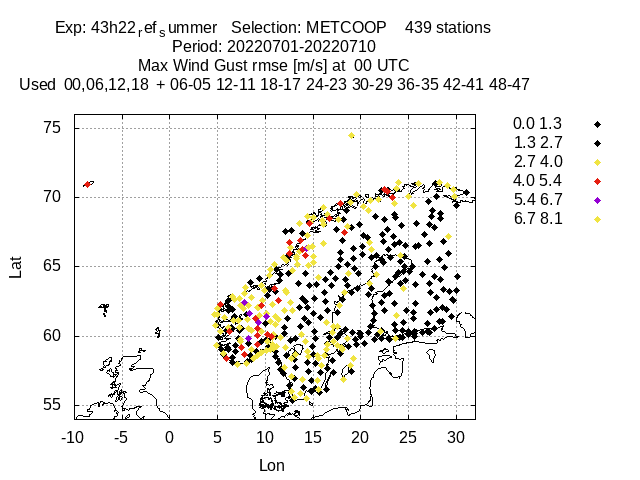 Exp: 43h22ref summer   Selection: METCOOP    439 stations
Period: 20220701-20220710
Max Wind Gust rmse [m/s] at  00 UTC
Used  00,06,12,18  + 06-05 12-11 18-17 24-23 30-29 36-35 42-41 48-47
0.0 1.3
1.3 2.7
2.7 4.0
4.0 5.4
5.4 6.7
6.7 8.1
75
70
65
60
55
Lat
-10 -5 0 5 10 15 20 25 30
Lon